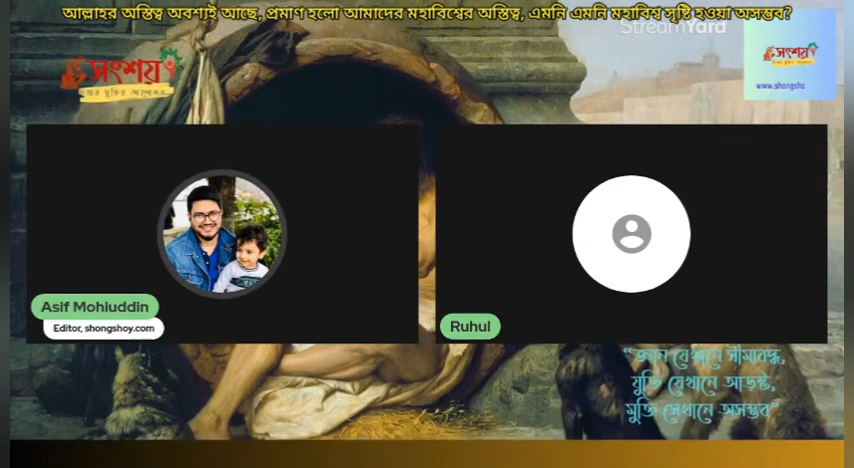 আল্লাহর অস্তিত্ব অবশ্যই আছে, প্রমাণ হলো আমাদের মহাবিশ্বের অস্তিত্ব, এমনি এমনি মহাবিশ্ব সৃষ্টি হওয়া অসম্ভব?
StreamYard
সংশয়
সংশয়
www.shongsho
Asif Mohiuddin
Editor, shongshoy.com
Ruhul
“জ্ঞান যেখানে সীমাবদ্ধ,
যুক্তি যেখানে আড়ষ্ট,
মুক্তি সেখানে অসম্ভব”